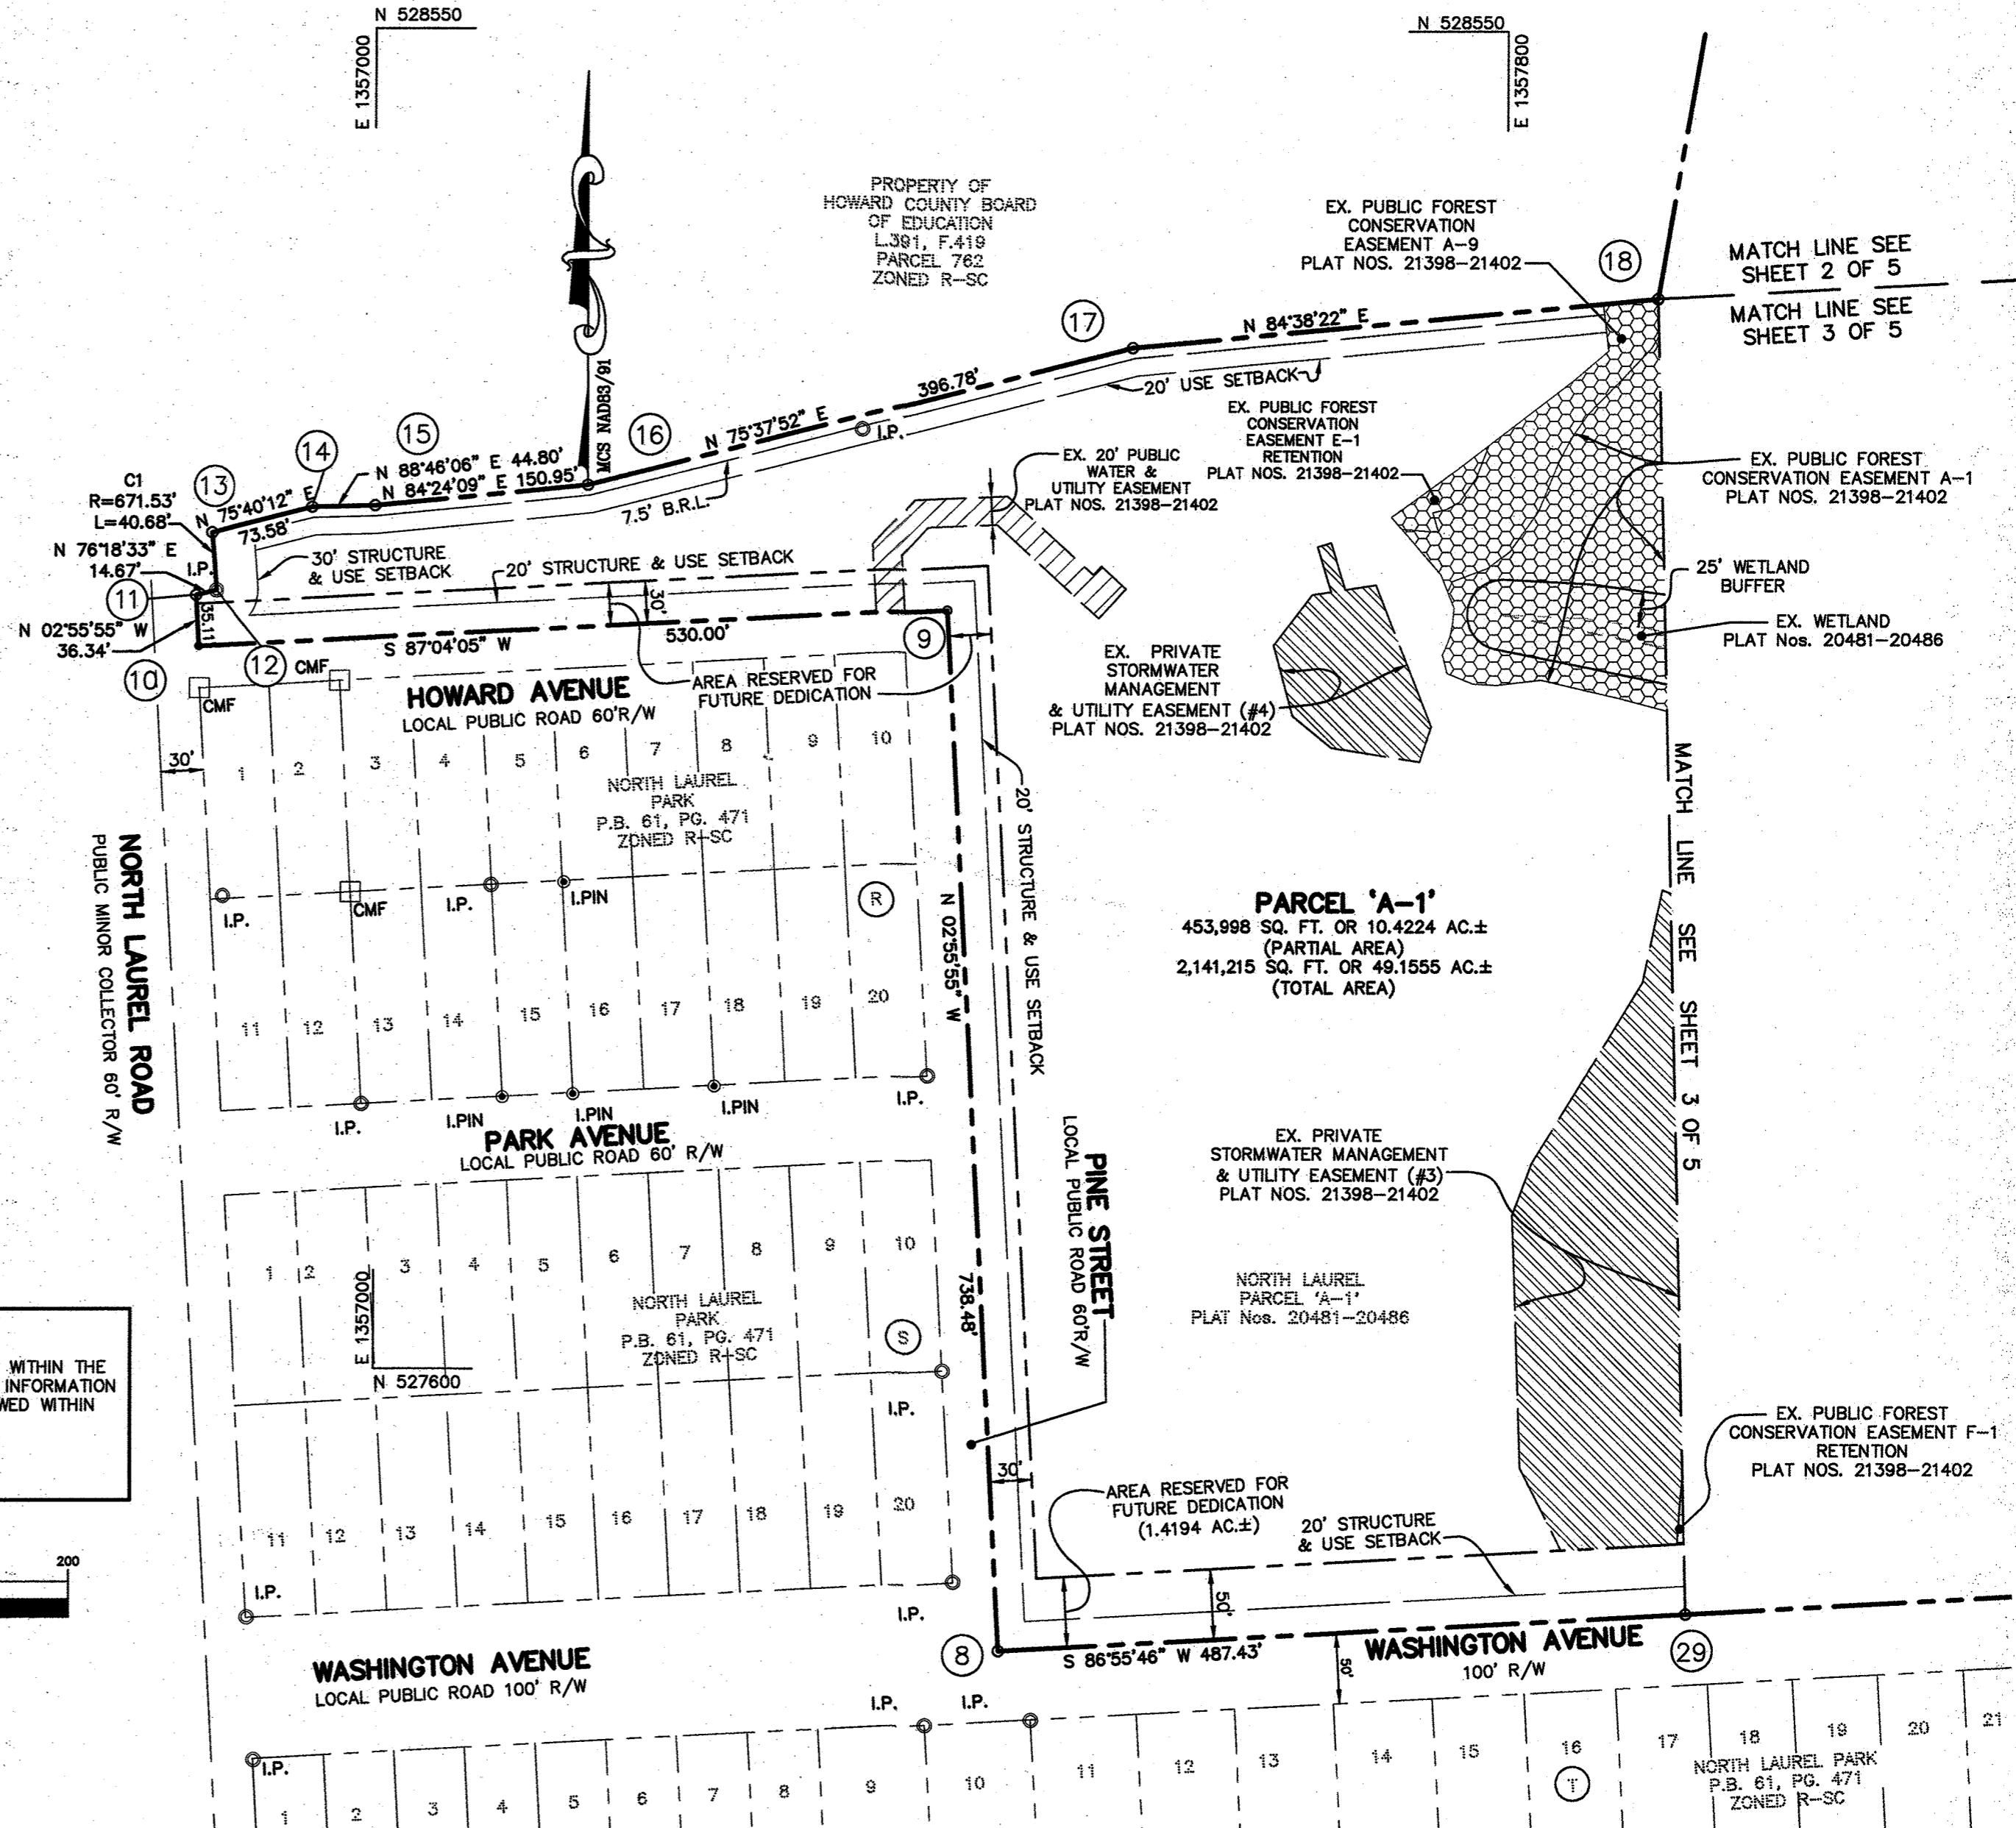 N 528550
E 1357000
N 528550
E 1357800
PROPERTY OF
HOWARD COUNTY BOARD
OF EDUCATION
L.391, F.419
PARCEL 762
ZONED R-SC
EX. PUBLIC FOREST
CONSERVATION
EASEMENT A-9
PLAT NOS. 21398-21402
18
MATCH LINE SEE
SHEET 2 OF 5
MATCH LINE SEE
SHEET 3 OF 5
17
N 84°38'22" E
20' USE SETBACK
396.78'
N 75°37'52" E
I.P.
MCS NAD83/91
16
15
14
13
N 88°46'06" E 44.80'
N 84°24'09" E 150.95'
C1
R=671.53'
L=40.68'
N 75°40'12" E
73.58'
N 76°18'33" E
14.67'
I.P.
11
35.11'
N 02°55'55" W
36.34'
10
12
30' STRUCTURE
& USE SETBACK
7.5' B.R.L.
20' STRUCTURE & USE SETBACK
30'
S 87°04'05" W
530.00'
9
EX. 20' PUBLIC
WATER &
UTILITY EASEMENT
PLAT NOS. 21398-21402
EX. PUBLIC FOREST
CONSERVATION
EASEMENT E-1
RETENTION
PLAT NOS. 21398-21402
EX. PUBLIC FOREST
CONSERVATION EASEMENT A-1
PLAT NOS. 21398-21402
25' WETLAND
BUFFER
EX. WETLAND
PLAT Nos. 20481-20486
EX. PRIVATE
STORMWATER
MANAGEMENT
& UTILITY EASEMENT (#4)
PLAT NOS. 21398-21402
AREA RESERVED FOR
FUTURE DEDICATION
CMF
CMF
HOWARD AVENUE
LOCAL PUBLIC ROAD 60'R/W
30'
1
2
3
4
5
6
7
8
9
10
NORTH LAUREL
PARK
P.B. 61, PG. 471
ZONED R-SC
NORTH LAUREL ROAD
PUBLIC MINOR COLLECTOR 60' R/W
I.P.
CMF
I.P.
I.PIN
R
11
12
13
14
15
16
17
18
19
20
I.P.
I.PIN
I.PIN
I.PIN
I.P.
PARK AVENUE
LOCAL PUBLIC ROAD 60' R/W
N 02°55'55" W
738.48'
20' STRUCTURE & USE SETBACK
PINE STREET
LOCAL PUBLIC ROAD 60'R/W
PARCEL 'A-1'
453,998 SQ. FT. OR 10.4224 AC.±
(PARTIAL AREA)
2,141,215 SQ. FT. OR 49.1555 AC.±
(TOTAL AREA)
MATCH LINE SEE SHEET 3 OF 5
EX. PRIVATE
STORMWATER MANAGEMENT
& UTILITY EASEMENT (#3)
PLAT NOS. 21398-21402
NORTH LAUREL
PARCEL 'A-1'
PLAT Nos. 20481-20486
1
2
3
4
5
6
7
8
9
10
E 1357000
N 527600
NORTH LAUREL
PARK
P.B. 61, PG. 471
ZONED R-SC
S
I.P.
11
12
13
14
15
16
17
18
19
20
I.P.
I.P.
WITHIN THE
INFORMATION
WED WITHIN
200
30'
AREA RESERVED FOR
FUTURE DEDICATION
(1.4194 AC.±)
20' STRUCTURE
& USE SETBACK
EX. PUBLIC FOREST
CONSERVATION EASEMENT F-1
RETENTION
PLAT NOS. 21398-21402
50'
8
S 86°55'46" W 487.43'
WASHINGTON AVENUE
100' R/W
50'
29
WASHINGTON AVENUE
LOCAL PUBLIC ROAD 100' R/W
I.P.
I.P.
I.P.
1
2
3
4
5
6
7
8
9
10
11
12
13
14
15
16
17
18
19
20
21
T
NORTH LAUREL PARK
P.B. 61, PG. 471
ZONED R-SC